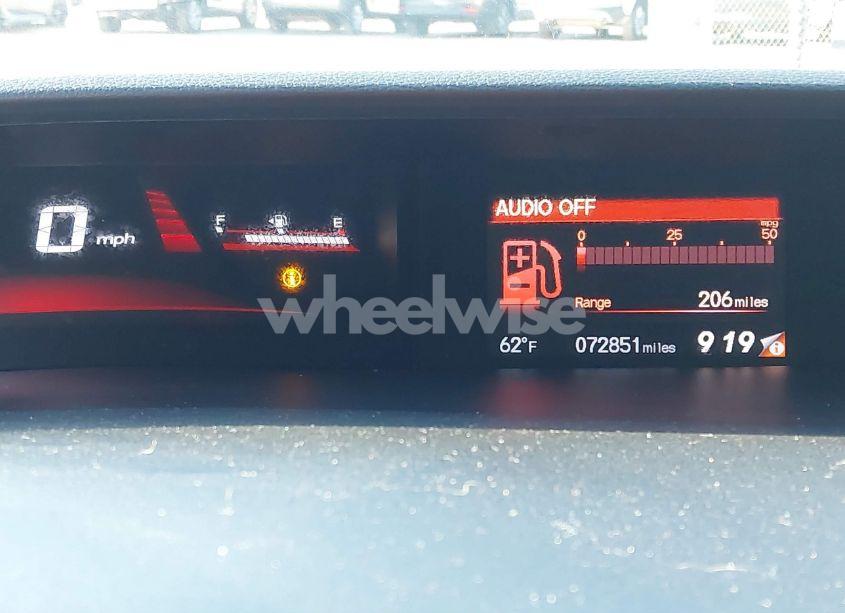 0 mph
F E
AUDIO OFF
mpg
0 25 50
Range 206 miles
62°F 072851 miles 9 19
wheelwise